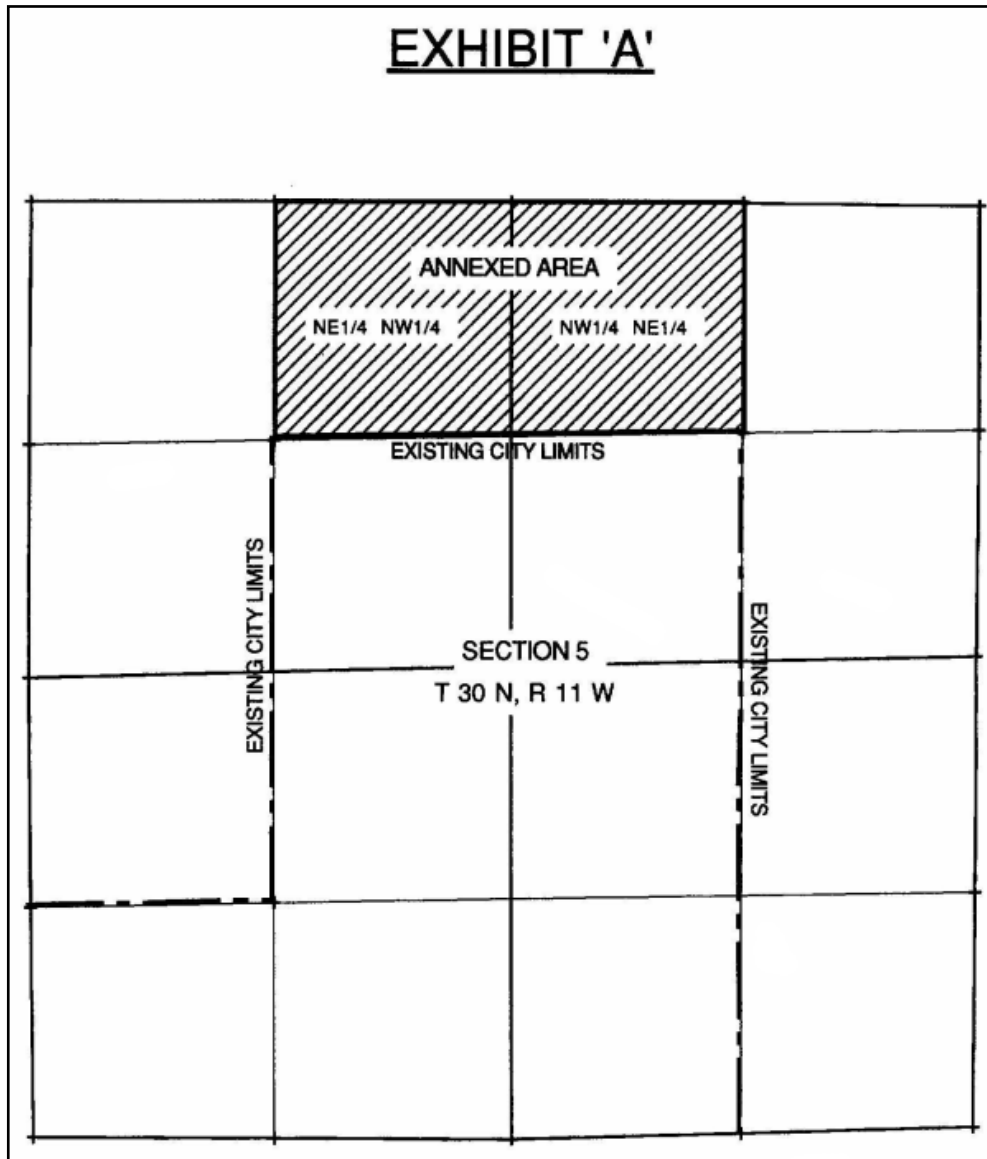 EXHIBIT 'A'
ANNEXED AREA
NE1/4 NW1/4
NW1/4 NE1/4
EXISTING CITY LIMITS
EXISTING CITY LIMITS
SECTION 5
T 30 N, R 11 W
EXISTING CITY LIMITS